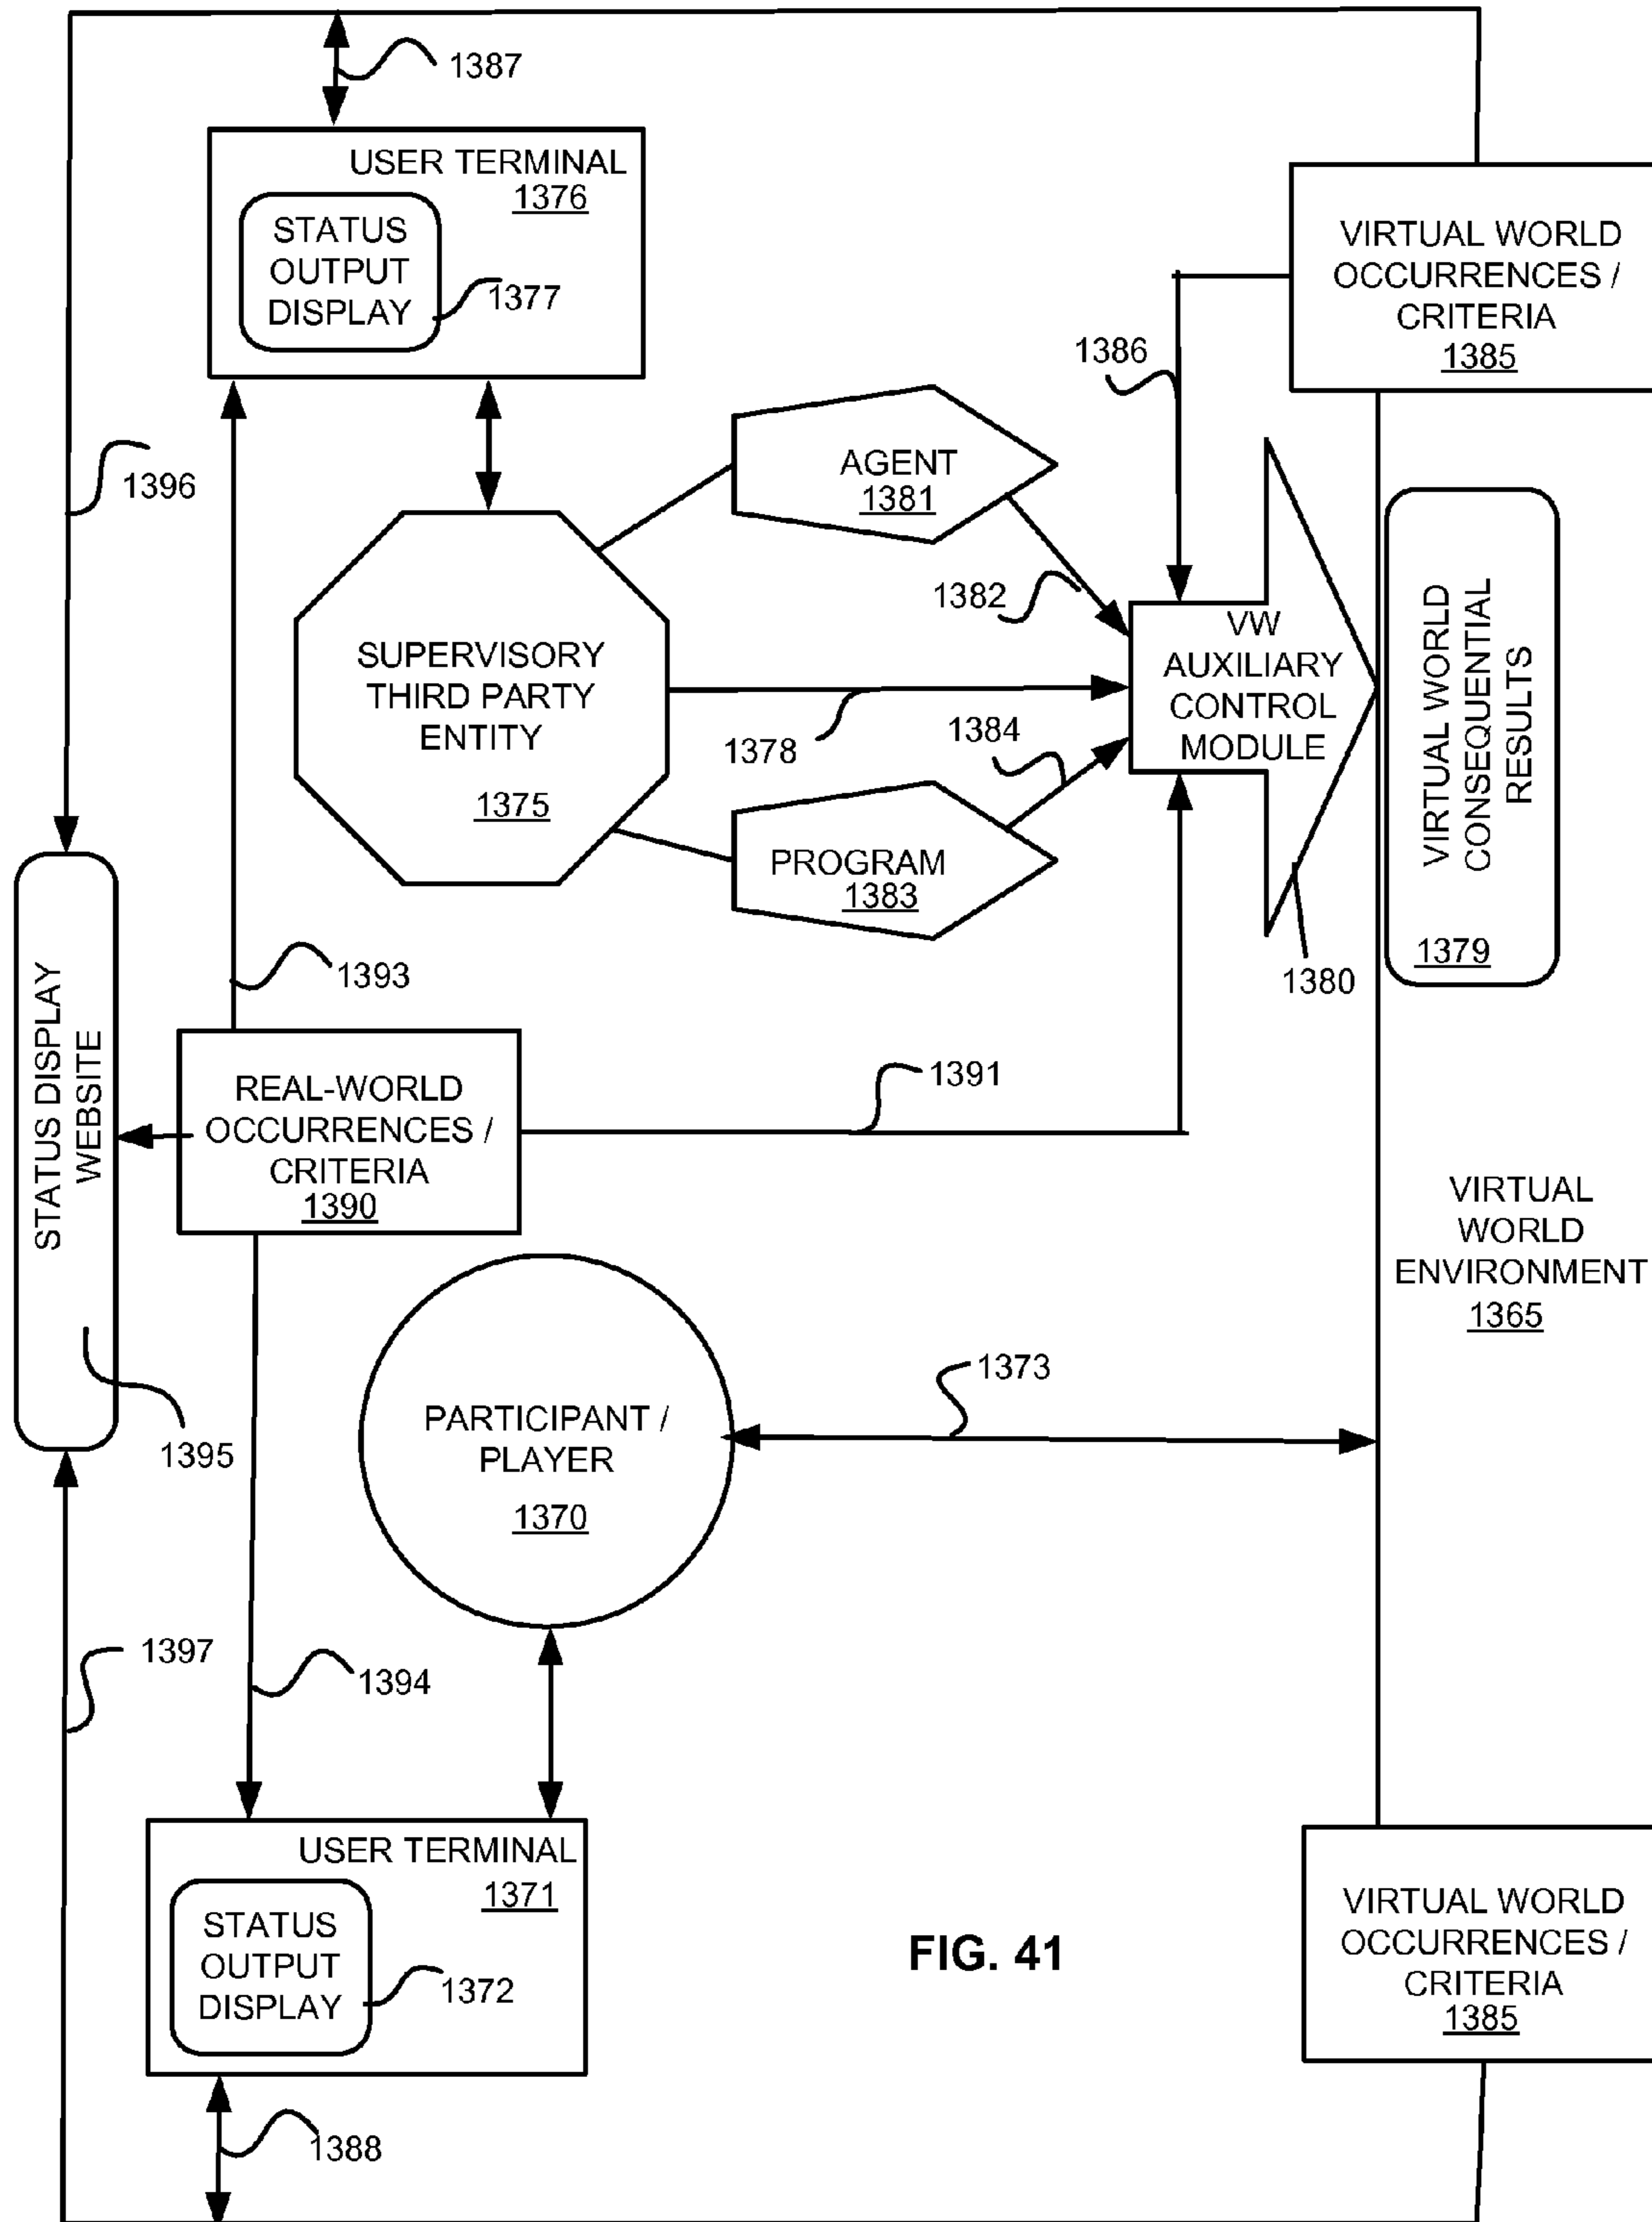 1387
USER TERMINAL
1376
STATUS
OUTPUT
DISPLAY
1377
VIRTUAL WORLD
OCCURRENCES /
CRITERIA
1385
1386
1396
AGENT
1381
1382
SUPERVISORY
THIRD PARTY
ENTITY
1375
1378
1384
VW
AUXILIARY
CONTROL
MODULE
VIRTUAL WORLD
CONSEQUENTIAL
RESULTS
1379
PROGRAM
1383
1380
1393
STATUS DISPLAY
WEBSITE
1395
REAL-WORLD
OCCURRENCES /
CRITERIA
1390
1391
VIRTUAL
WORLD
ENVIRONMENT
1365
1373
PARTICIPANT /
PLAYER
1370
1397
1394
USER TERMINAL
1371
STATUS
OUTPUT
DISPLAY
1372
FIG. 41
VIRTUAL WORLD
OCCURRENCES /
CRITERIA
1385
1388